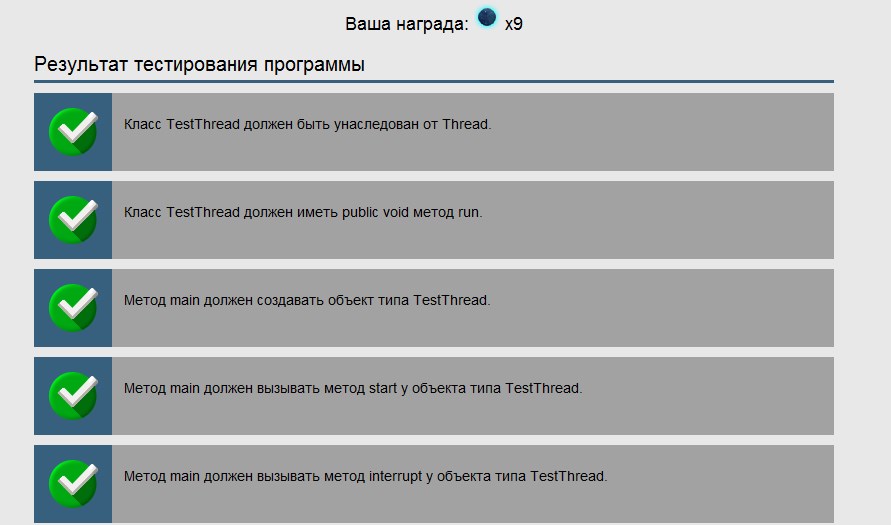 Ваша награда: x9
Результат тестирования программы
Класс TestThread должен быть унаследован от Thread.
Класс TestThread должен иметь public void метод run.
Метод main должен создавать объект типа TestThread.
Метод main должен вызывать метод start у объекта типа TestThread.
Метод main должен вызывать метод interrupt у объекта типа TestThread.